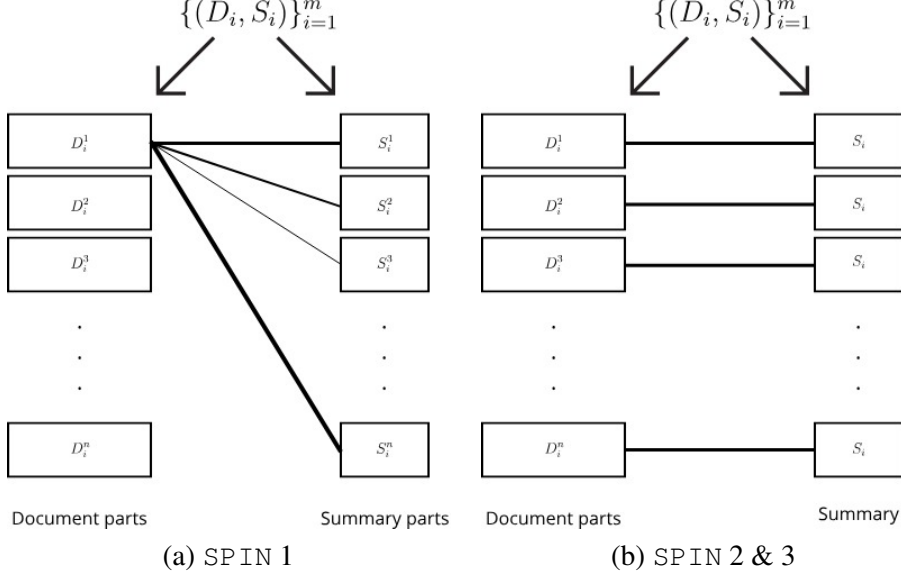 {(D_i, S_i)}_{i=1}^m {(D_i, S_i)}_{i=1}^m
D_i^1 S_i^1 D_i^1 S_i
D_i^2 S_i^2 D_i^2 S_i
D_i^3 S_i^3 D_i^3 S_i
. . . .
. . . .
. . . .
D_i^n S_i^n D_i^n S_i
Document parts Summary parts Document parts Summary
(a) SPIN 1 (b) SPIN 2 & 3